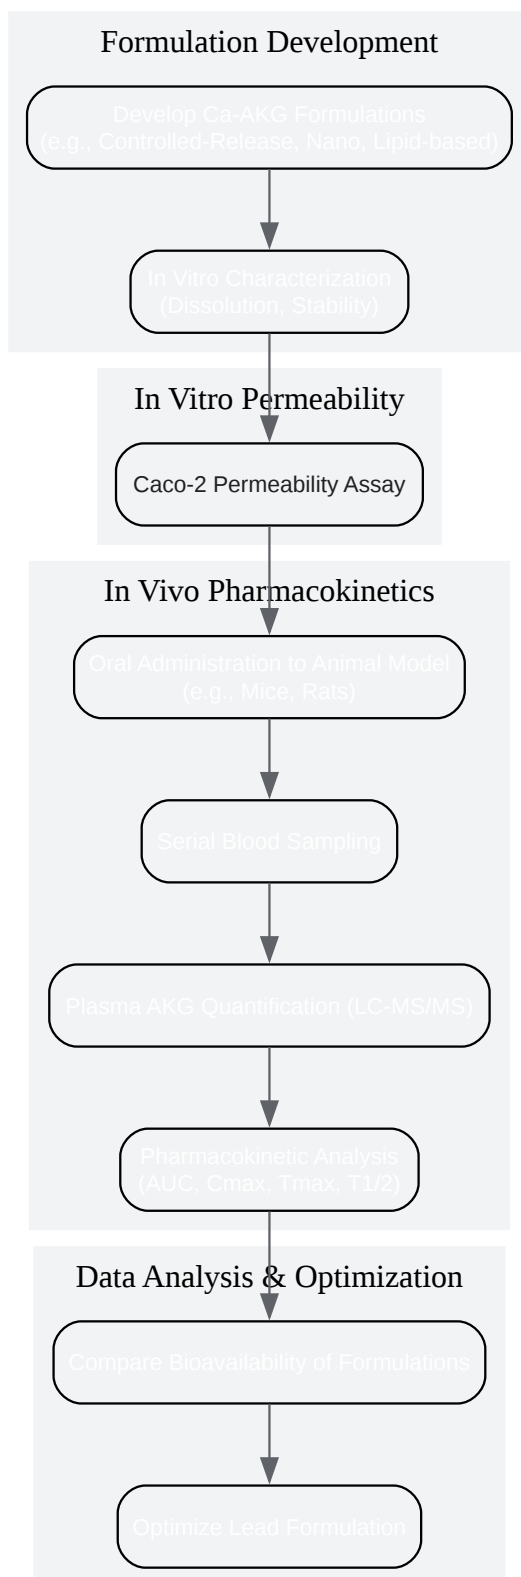 Formulation Development
Develop Ca-AKG Formulations
(e.g., Controlled-Release, Nano, Lipid-based)
In Vitro Characterization
(Dissolution, Stability)
In Vitro Permeability
Caco-2 Permeability Assay
In Vivo Pharmacokinetics
Oral Administration to Animal Model
(e.g., Mice, Rats)
Serial Blood Sampling
Plasma AKG Quantification (LC-MS/MS)
Pharmacokinetic Analysis
(AUC, Cmax, Tmax, T1/2)
Data Analysis & Optimization
Compare Bioavailability of Formulations
Optimize Lead Formulation